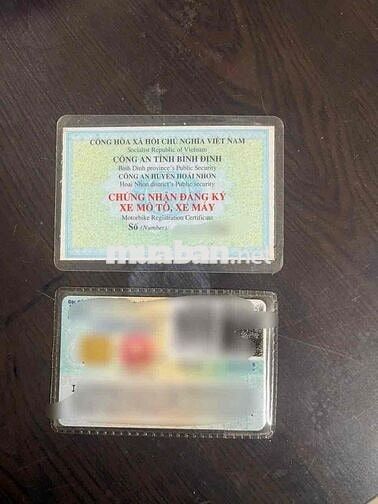 CỘNG HÒA XÃ HỘI CHỦ NGHĨA VIỆT NAM
Socialist Republic of Vietnam
CÔNG AN TỈNH BÌNH ĐỊNH
Binh Dinh province's Public Security
CÔNG AN HUYỆN HOÀI NHƠN
Hoai Nhon district's Public security
CHỨNG NHẬN ĐĂNG KÝ
XE MÔ TÔ, XE MÁY
Motorbike Registration Certificate
Số (Number):
muaban.net